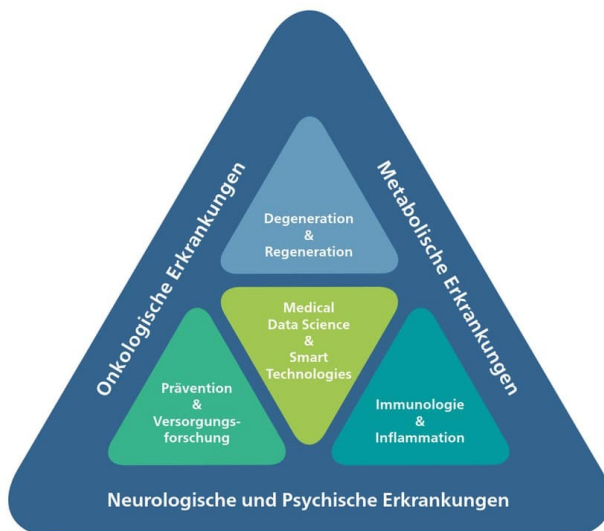 Onkologische Erkrankungen
Metabolische Erkrankungen
Degeneration
&
Regeneration
Medical
Data Science
&
Smart
Technologies
Prävention
&
Versorgungs-
forschung
Immunologie
&
Inflammation
Neurologische und Psychische Erkrankungen